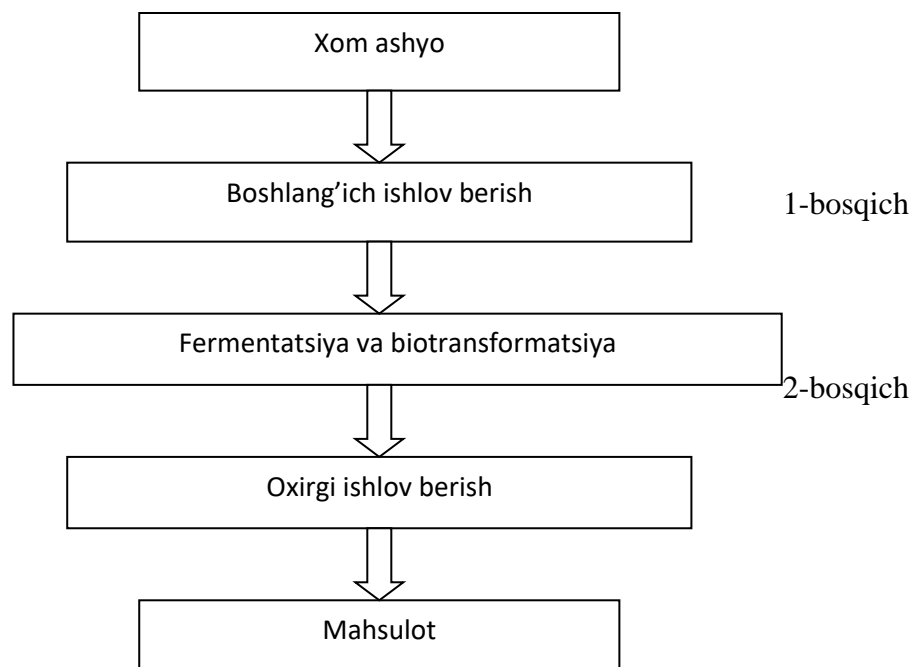 Xom ashyo
Boshlang’ich ishlov berish
1-bosqich
Fermentatsiya va biotransformatsiya
2-bosqich
Oxirgi ishlov berish
Mahsulot